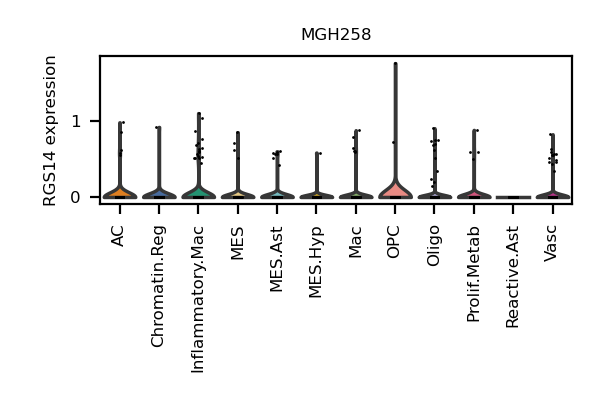 MGH258
RGS14 expression
1
0
AC
Chromatin.Reg
Inflammatory.Mac
MES
MES.Ast
MES.Hyp
Mac
OPC
Oligo
Prolif.Metab
Reactive.Ast
Vasc